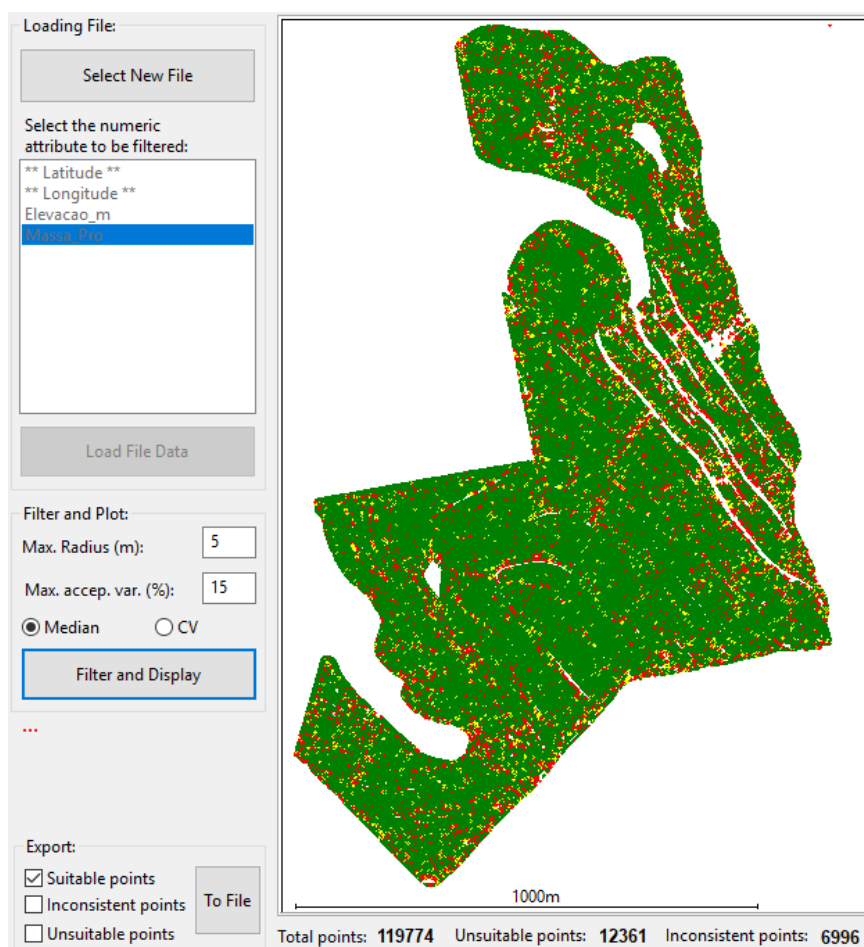 Loading File:
Select New File
Select the numeric
attribute to be filtered:
** Latitude **
** Longitude **
Elevacao_m
Massa_Pro
Load File Data
Filter and Plot:
Max. Radius (m): 5
Max. accep. var. (%): 15
Median CV
Filter and Display
...
Export:
Suitable points
Inconsistent points
Unsuitable points
To File
1000m
Total points: 119774 Unsuitable points: 12361 Inconsistent points: 6996